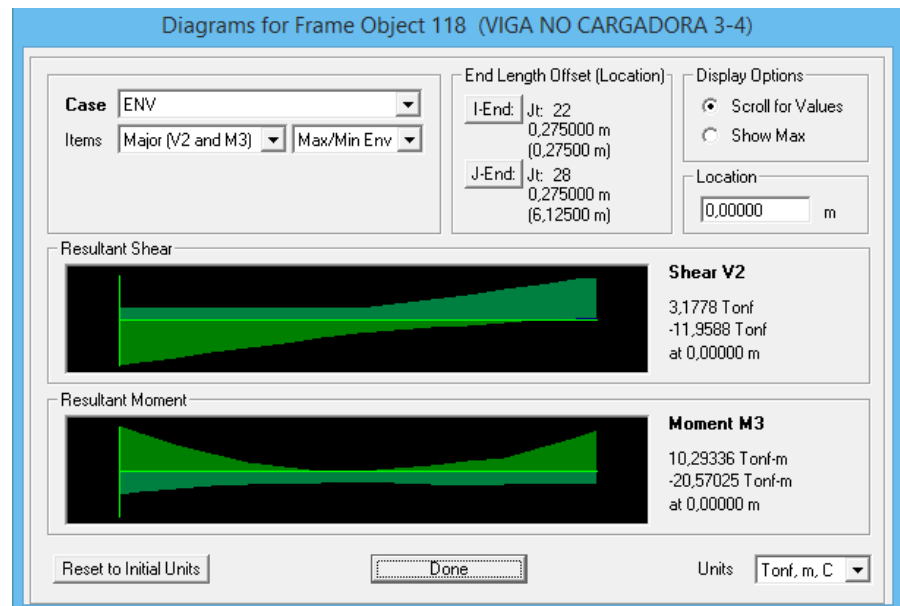 Diagrams for Frame Object 118 (VIGA NO CARGADORA 3-4)
Case ENV
Items Major (V2 and M3) Max/Min Env
End Length Offset (Location)
I-End: Jt: 22
0,275000 m
(0,27500 m)
J-End: Jt: 28
0,275000 m
(6,12500 m)
Display Options
Scroll for Values
Show Max
Location
0,00000 m
Resultant Shear
Shear V2
3,1778 Tonf
-11,9588 Tonf
at 0,00000 m
Resultant Moment
Moment M3
10,29336 Tonf-m
-20,57025 Tonf-m
at 0,00000 m
Reset to Initial Units Done Units Tonf, m, C